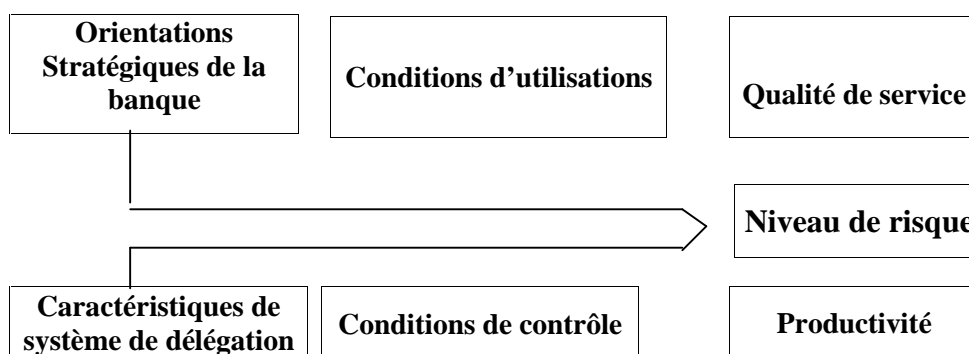 Orientations
Stratégiques de la
banque
Conditions d’utilisations
Qualité de service
Niveau de risque
Caractéristiques de
système de délégation
Conditions de contrôle
Productivité